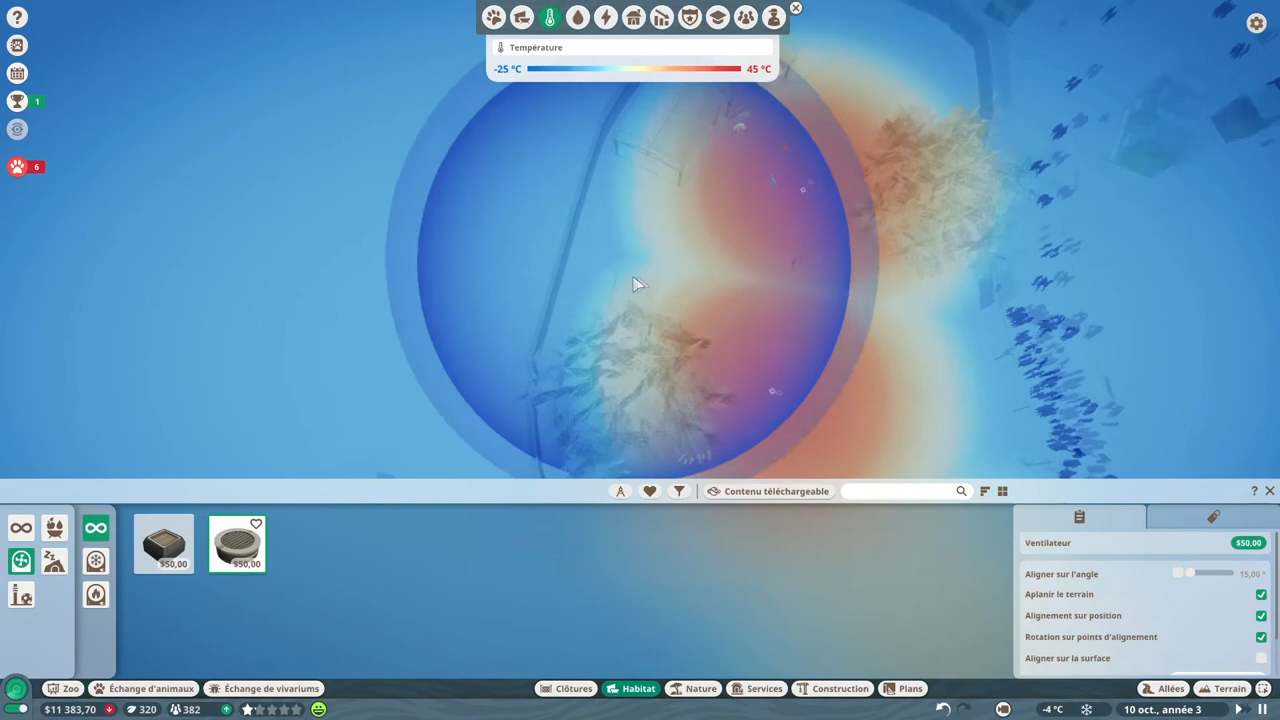 ?
1
6
Température
-25 °C
45 °C
Contenu téléchargeable
? ×
$50,00
$50,00
Ventilateur
$50,00
Aligner sur l'angle
15,00 °
Aplanir le terrain
Alignement sur position
Rotation sur points d'alignement
Aligner sur la surface
Zoo
Échange d'animaux
Échange de vivariums
Clôtures
Habitat
Nature
Services
Construction
Plans
Allées
Terrain
$11 383,70
320
382
-4 °C
10 oct., année 3